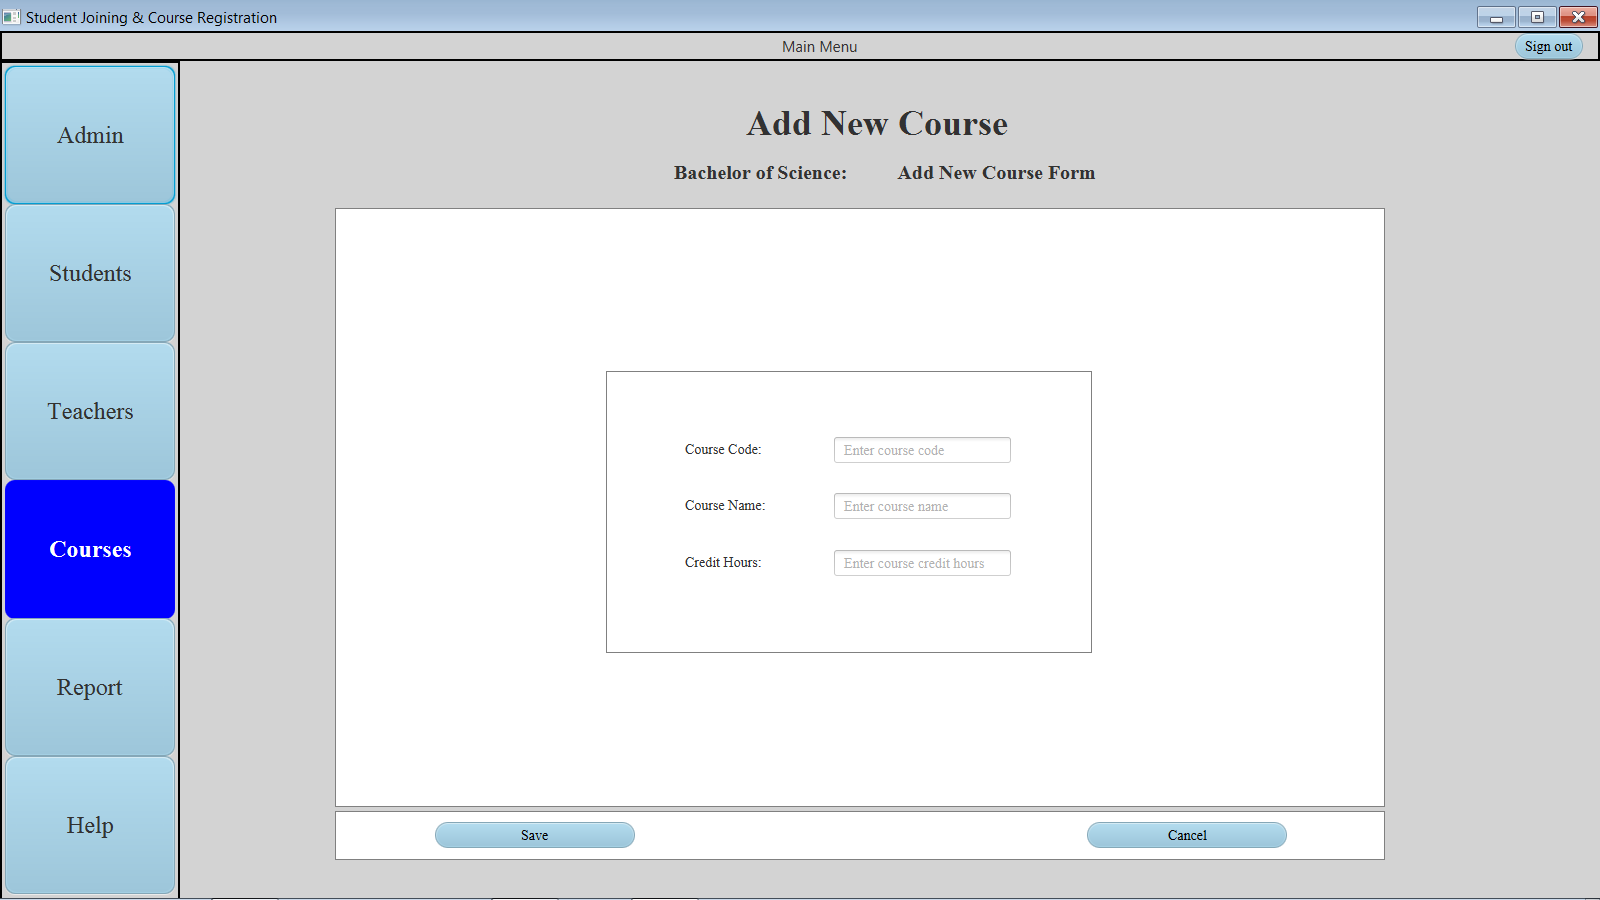 Student Joining & Course Registration
Main Menu
Sign out
Admin
Students
Teachers
Courses
Report
Help
Add New Course
Bachelor of Science: Add New Course Form
Course Code: Enter course code
Course Name: Enter course name
Credit Hours: Enter course credit hours
Save Cancel